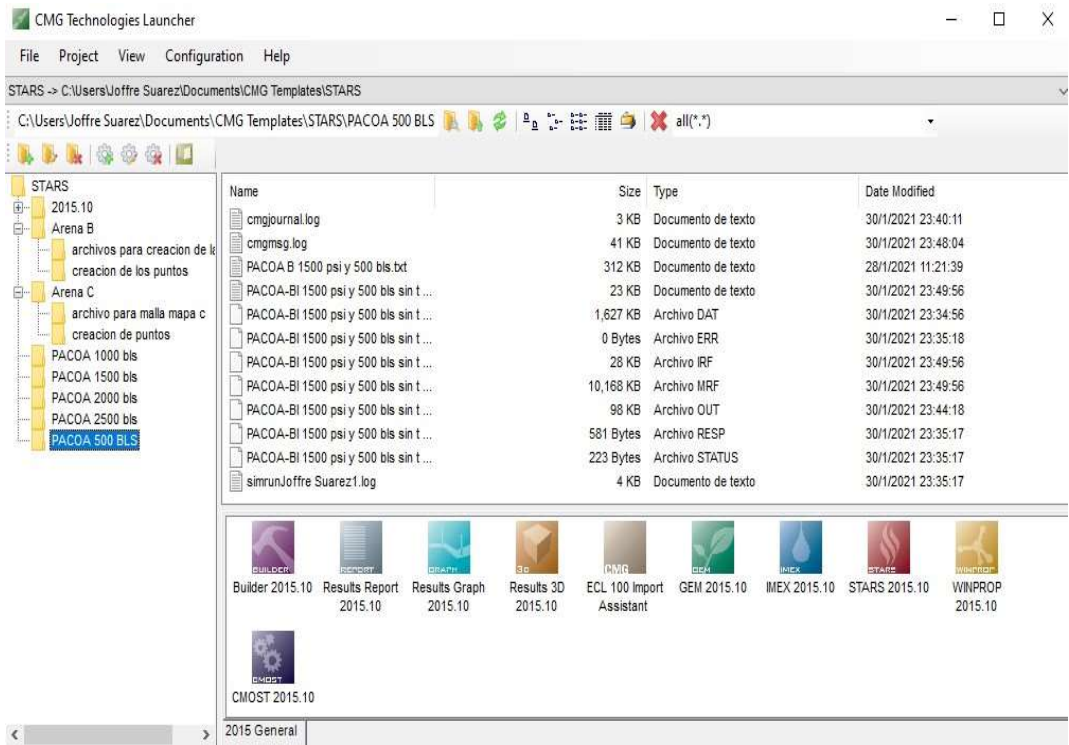 CMG Technologies Launcher
File Project View Configuration Help
STARS -> C:\Users\Joffre Suarez\Documents\CMG Templates\STARS
C:\Users\Joffre Suarez\Documents\CMG Templates\STARS\PACOA 500 BLS all(*.*)
STARS
2015.10
Arena B
archivos para creacion de la
creacion de los puntos
Arena C
archivo para malla mapa c
creacion de puntos
PACOA 1000 bls
PACOA 1500 bls
PACOA 2000 bls
PACOA 2500 bls
PACOA 500 BLS
Name Size Type Date Modified
cmgjournal.log 3 KB Documento de texto 30/1/2021 23:40:11
cmgmsg.log 41 KB Documento de texto 30/1/2021 23:48:04
PACOA B 1500 psi y 500 bls.txt 312 KB Documento de texto 28/1/2021 11:21:39
PACOA-BI 1500 psi y 500 bls sin t ... 23 KB Documento de texto 30/1/2021 23:49:56
PACOA-BI 1500 psi y 500 bls sin t ... 1,627 KB Archivo DAT 30/1/2021 23:34:56
PACOA-BI 1500 psi y 500 bls sin t ... 0 Bytes Archivo ERR 30/1/2021 23:35:18
PACOA-BI 1500 psi y 500 bls sin t ... 28 KB Archivo IRF 30/1/2021 23:49:56
PACOA-BI 1500 psi y 500 bls sin t ... 10,168 KB Archivo MRF 30/1/2021 23:49:56
PACOA-BI 1500 psi y 500 bls sin t ... 98 KB Archivo OUT 30/1/2021 23:44:18
PACOA-BI 1500 psi y 500 bls sin t ... 581 Bytes Archivo RESP 30/1/2021 23:35:17
PACOA-BI 1500 psi y 500 bls sin t ... 223 Bytes Archivo STATUS 30/1/2021 23:35:17
simrunJoffre Suarez1.log 4 KB Documento de texto 30/1/2021 23:35:17
BUILDER REPORT GRAPH 3D CMG GEM IMEX STARS WINPROP
Builder 2015.10 Results Report Results Graph Results 3D ECL 100 Import GEM 2015.10 IMEX 2015.10 STARS 2015.10 WINPROP
2015.10 2015.10 2015.10 Assistant 2015.10
CMOST
CMOST 2015.10
2015 General